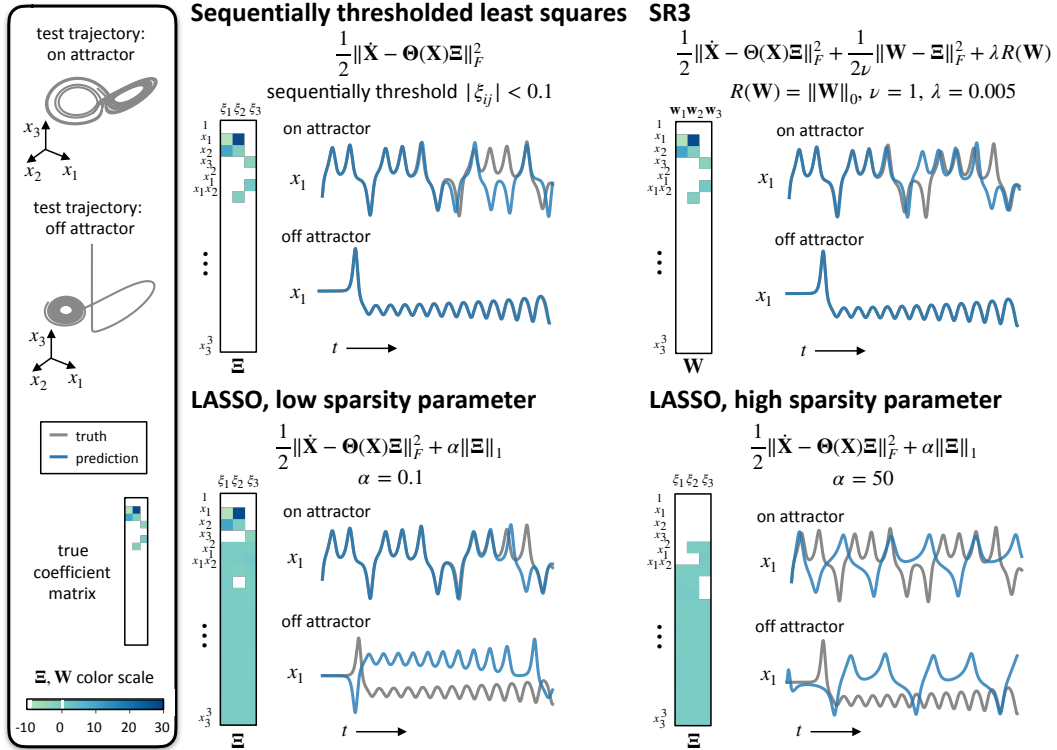 test trajectory:
on attractor
x₃
x₂ x₁
test trajectory:
off attractor
x₃
x₂ x₁
truth
prediction
true
coefficient
matrix
Ξ, W color scale
-10 0 10 20 30
Sequentially thresholded least squares
1/2 ‖Ẋ − Θ(X)Ξ‖²_F
sequentially threshold |ξᵢⱼ| < 0.1
ξ₁ ξ₂ ξ₃
1
x₁
x₂
x₃
x₁²
x₁x₂
⋮
x₃³
Ξ
on attractor
x₁
off attractor
x₁
t
SR3
1/2 ‖Ẋ − Θ(X)Ξ‖²_F + 1/2ν ‖W − Ξ‖²_F + λR(W)
R(W) = ‖W‖₀, ν = 1, λ = 0.005
w₁ w₂ w₃
1
x₁
x₂
x₃
x₁²
x₁x₂
⋮
x₃³
W
on attractor
x₁
off attractor
x₁
t
LASSO, low sparsity parameter
1/2 ‖Ẋ − Θ(X)Ξ‖²_F + α‖Ξ‖₁
α = 0.1
ξ₁ ξ₂ ξ₃
1
x₁
x₂
x₃
x₁²
x₁x₂
⋮
x₃³
Ξ
on attractor
x₁
off attractor
x₁
t
LASSO, high sparsity parameter
1/2 ‖Ẋ − Θ(X)Ξ‖²_F + α‖Ξ‖₁
α = 50
ξ₁ ξ₂ ξ₃
1
x₁
x₂
x₃
x₁²
x₁x₂
⋮
x₃³
Ξ
on attractor
x₁
off attractor
x₁
t